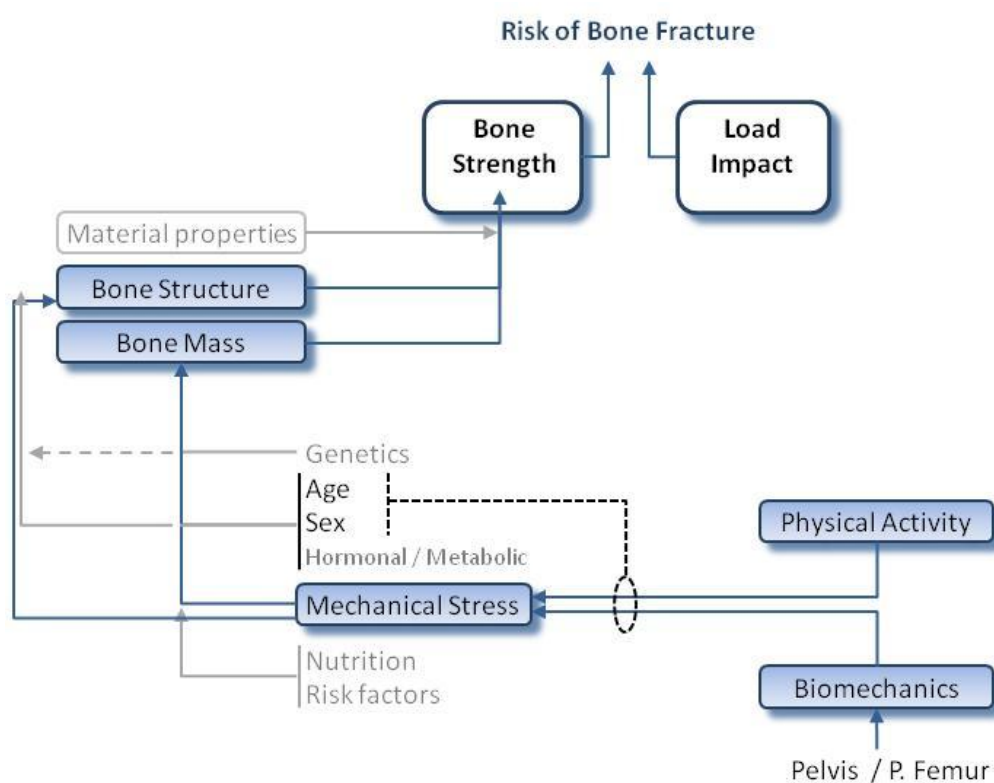 Risk of Bone Fracture
Bone
Strength
Load
Impact
Material properties
Bone Structure
Bone Mass
Genetics
Age
Sex
Hormonal / Metabolic
Physical Activity
Mechanical Stress
Nutrition
Risk factors
Biomechanics
Pelvis / P. Femur